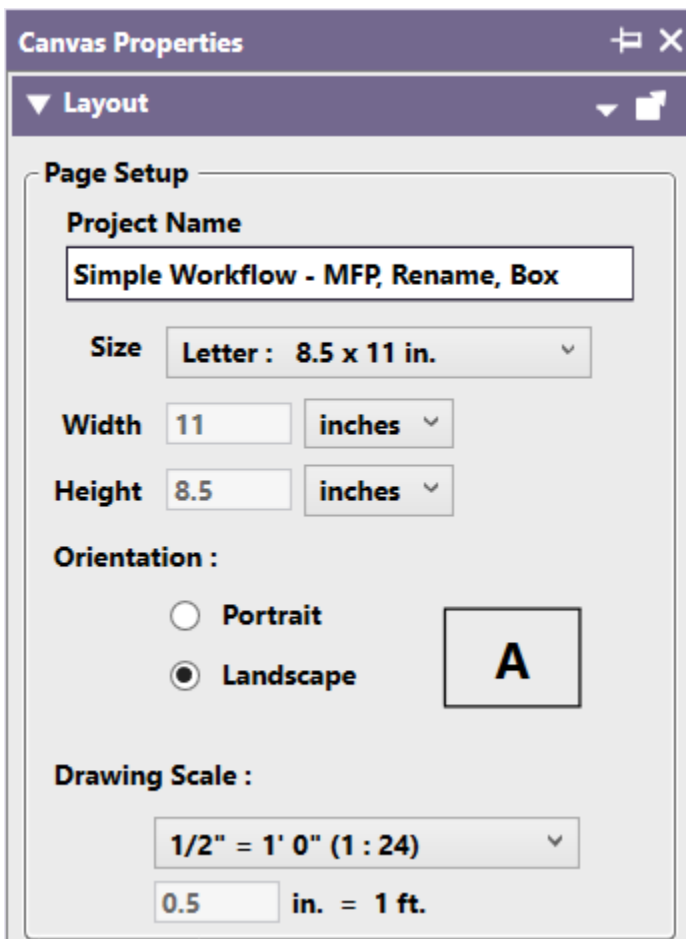 Canvas Properties
Layout
Page Setup
Project Name
Simple Workflow - MFP, Rename, Box
Size Letter : 8.5 x 11 in.
Width 11 inches
Height 8.5 inches
Orientation :
Portrait
Landscape
A
Drawing Scale :
1/2" = 1' 0" (1 : 24)
0.5 in. = 1 ft.